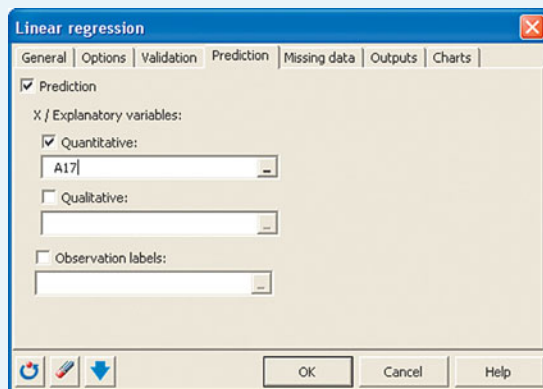 Linear regression
General Options Validation Prediction Missing data Outputs Charts
Prediction
X / Explanatory variables:
Quantitative:
A17
...
Qualitative:
...
Observation labels:
...
OK Cancel Help